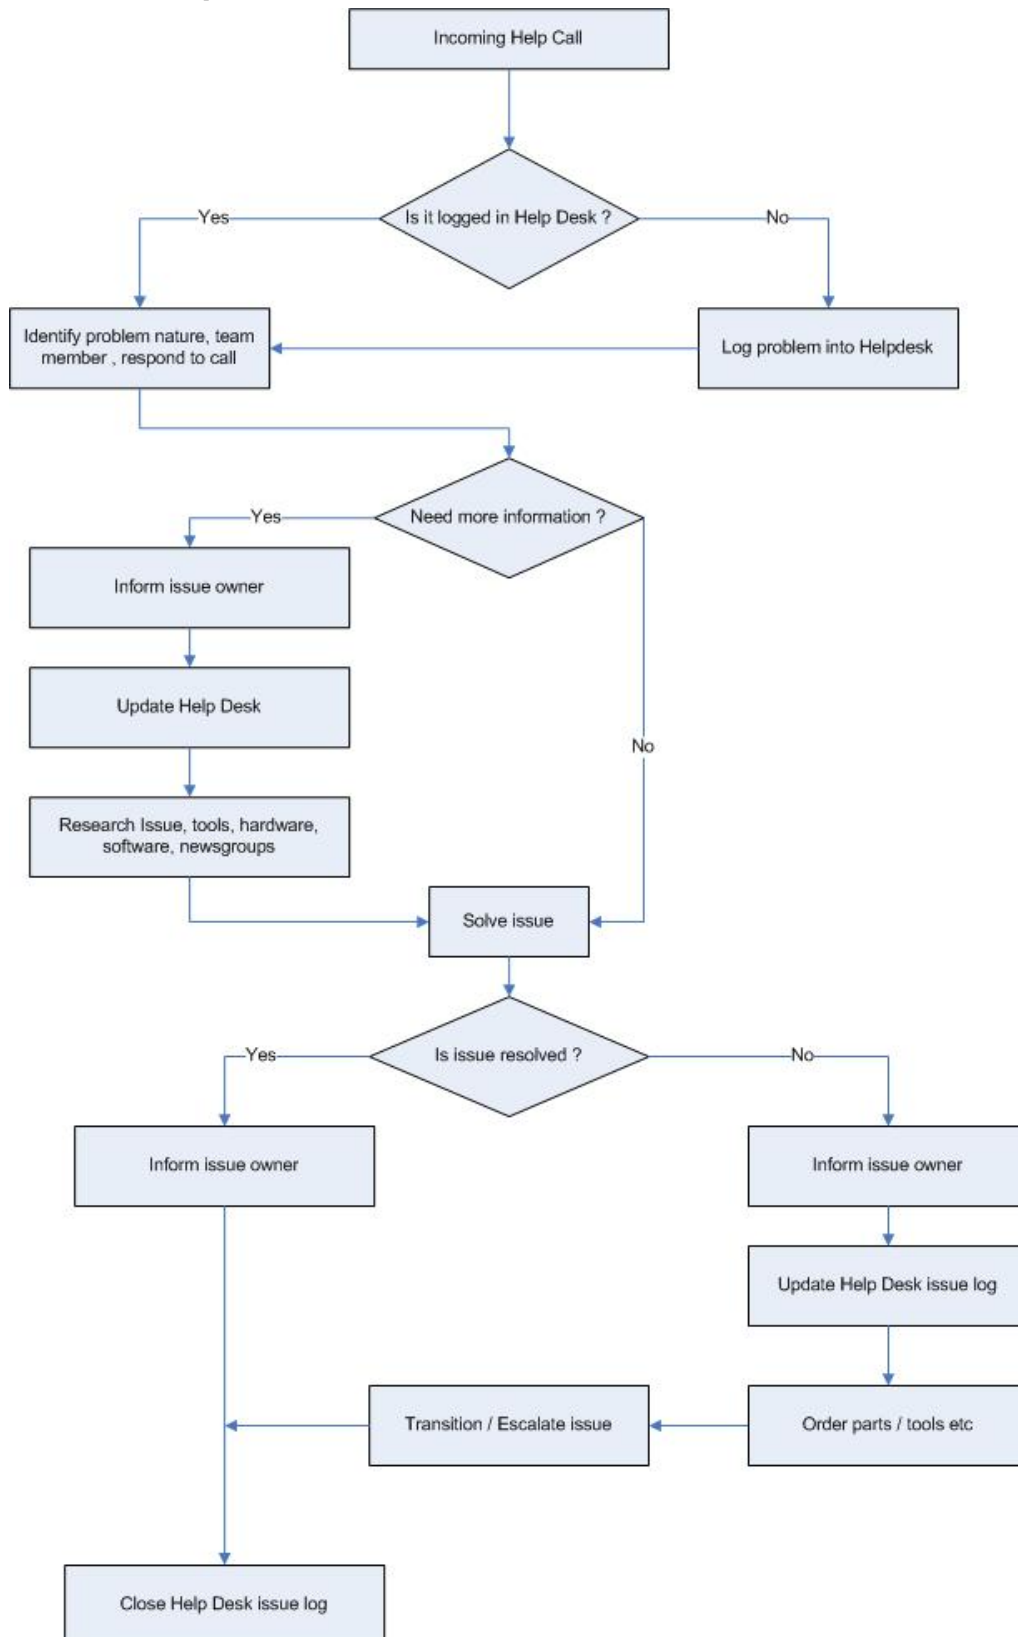 Incoming Help Call
Is it logged in Help Desk ?
Yes
No
Identify problem nature, team
member , respond to call
Log problem into Helpdesk
Need more information ?
Yes
Inform issue owner
Update Help Desk
No
Research Issue, tools, hardware,
software, newsgroups
Solve issue
Is issue resolved ?
Yes
No
Inform issue owner
Inform issue owner
Update Help Desk issue log
Transition / Escalate issue
Order parts / tools etc
Close Help Desk issue log